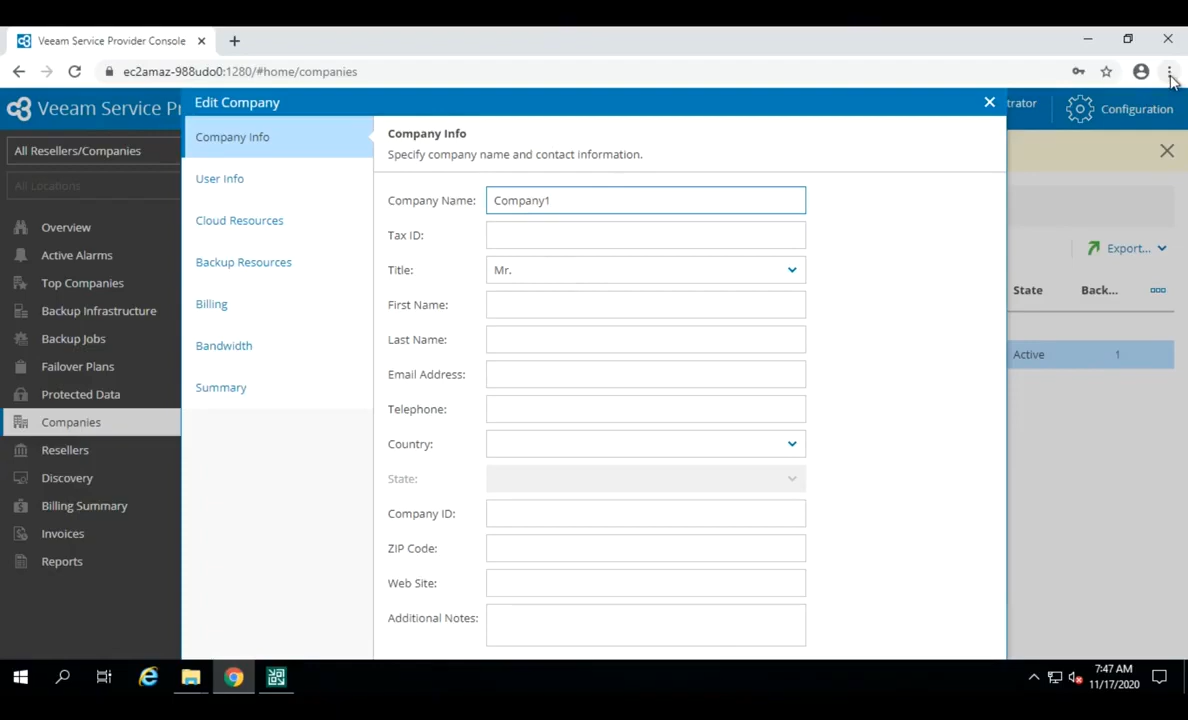 Veeam Service Provider Console
ec2amaz-988udo0:1280/#home/companies
Veeam Service Pr
Edit Company
trator
Configuration
All Resellers/Companies
All Locations
Overview
Active Alarms
Top Companies
Backup Infrastructure
Backup Jobs
Failover Plans
Protected Data
Companies
Resellers
Discovery
Billing Summary
Invoices
Reports
Company Info
User Info
Cloud Resources
Backup Resources
Billing
Bandwidth
Summary
Company Info
Specify company name and contact information.
Company Name: Company1
Tax ID:
Title: Mr.
First Name:
Last Name:
Email Address:
Telephone:
Country:
State:
Company ID:
ZIP Code:
Web Site:
Additional Notes:
Export...
State Back...
Active 1
7:47 AM
11/17/2020